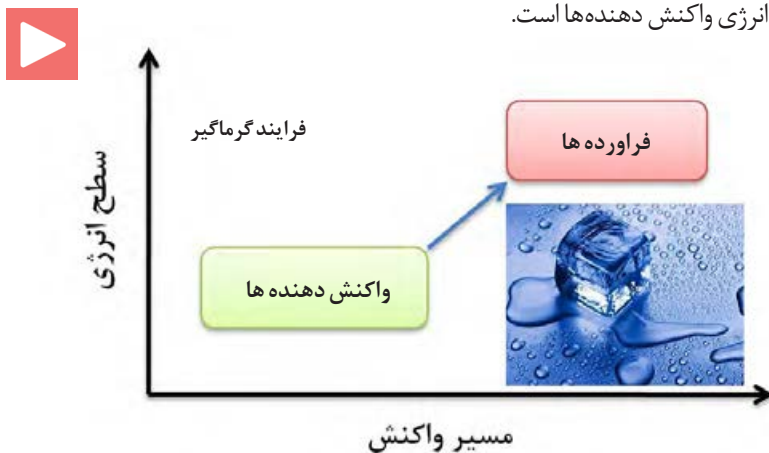 انرژی واکنش دهنده‌ها است.
فرایند گرماگیر
فراورده ها
سطح انرژی
واکنش دهنده ها
مسیر واکنش